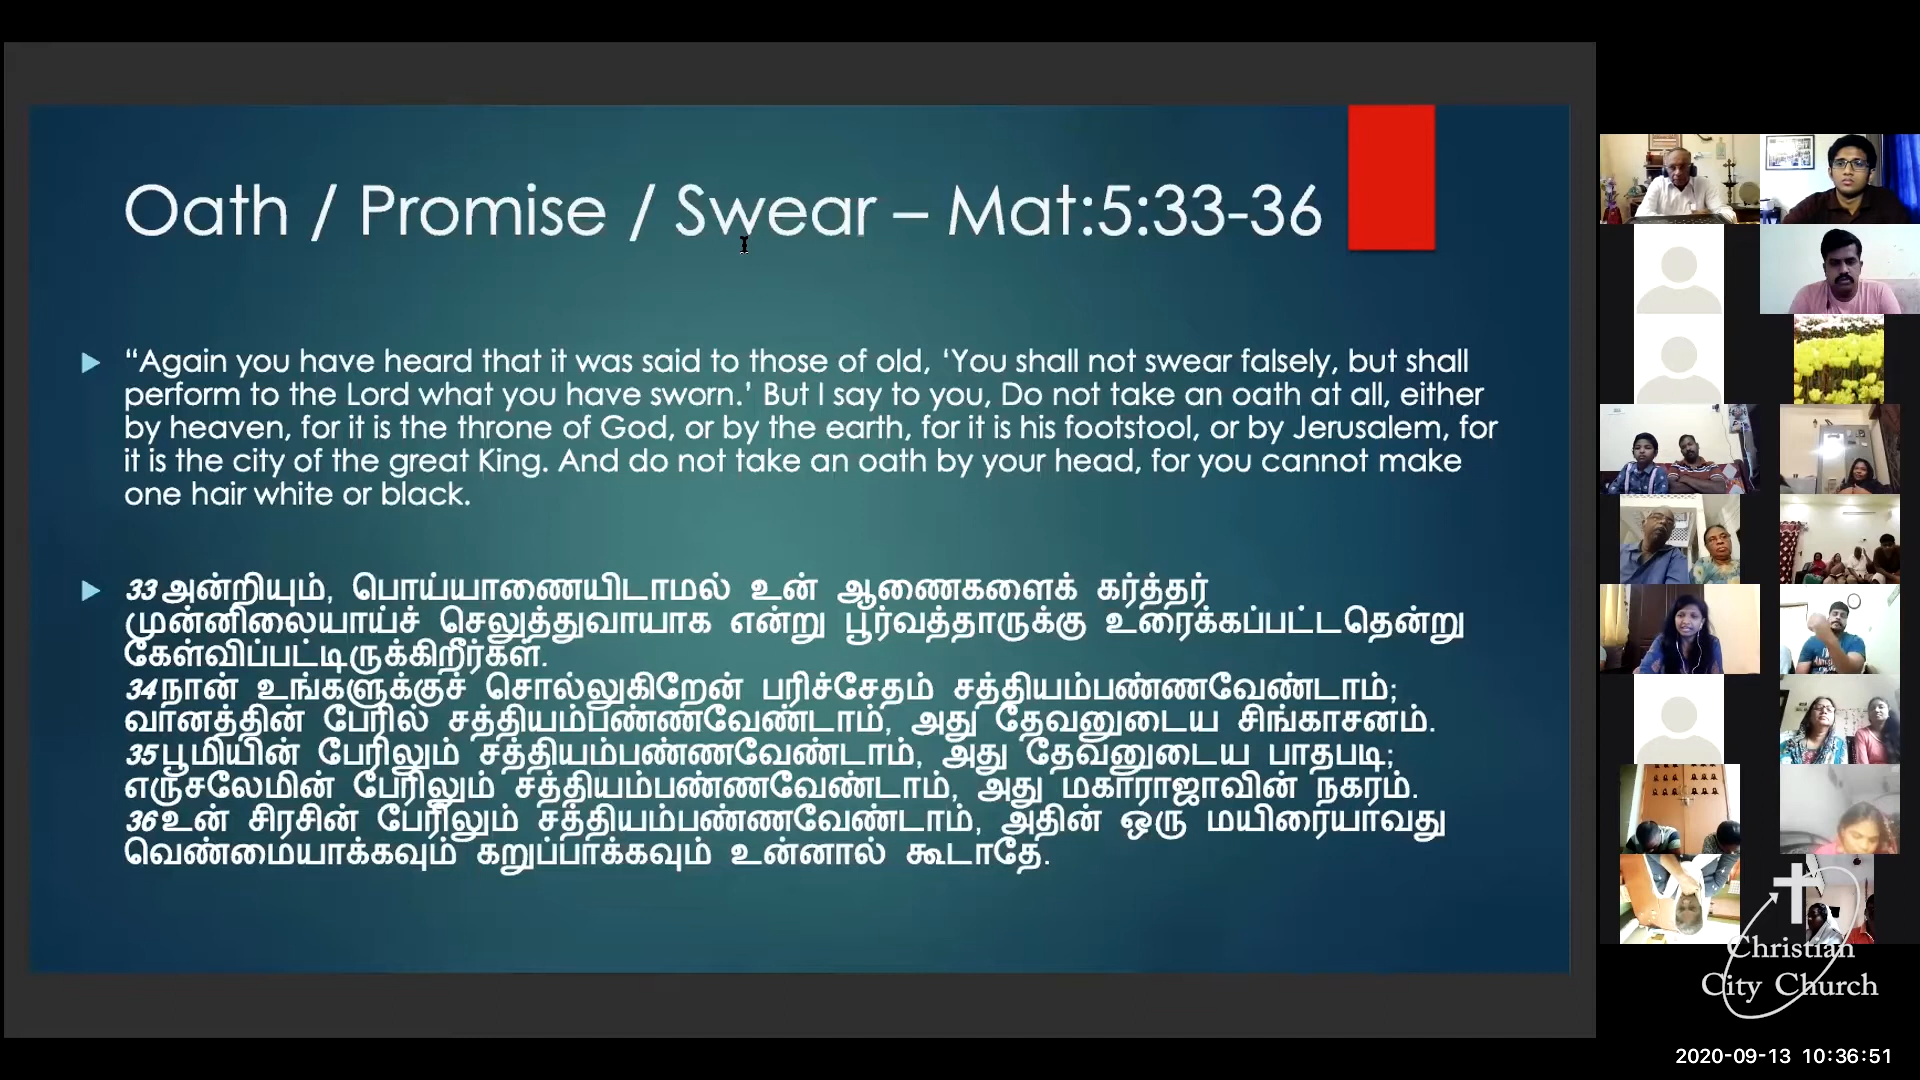 Oath / Promise / Swear – Mat:5:33-36
“Again you have heard that it was said to those of old, ‘You shall not swear falsely, but shall
perform to the Lord what you have sworn.’ But I say to you, Do not take an oath at all, either
by heaven, for it is the throne of God, or by the earth, for it is his footstool, or by Jerusalem, for
it is the city of the great King. And do not take an oath by your head, for you cannot make
one hair white or black.
33 அன்றியும், பொய்யாணையிடாமல் உன் ஆணைகளைக் கர்த்தர்
முன்னிலையாய்ச் செலுத்துவாயாக என்று பூர்வத்தாருக்கு உரைக்கப்பட்டதென்று
கேள்விப்பட்டிருக்கிறீர்கள்.
34 நான் உங்களுக்குச் சொல்லுகிறேன் பரிச்சேதம் சத்தியம்பண்ணவேண்டாம்;
வானத்தின் பேரில் சத்தியம்பண்ணவேண்டாம், அது தேவனுடைய சிங்காசனம்.
35 பூமியின் பேரிலும் சத்தியம்பண்ணவேண்டாம், அது தேவனுடைய பாதபடி;
எருசலேமின் பேரிலும் சத்தியம்பண்ணவேண்டாம், அது மகாராஜாவின் நகரம்.
36 உன் சிரசின் பேரிலும் சத்தியம்பண்ணவேண்டாம், அதின் ஒரு மயிரையாவது
வெண்மையாக்கவும் கறுப்பாக்கவும் உன்னால் கூடாதே.
Christian
City Church
2020-09-13 10:36:51